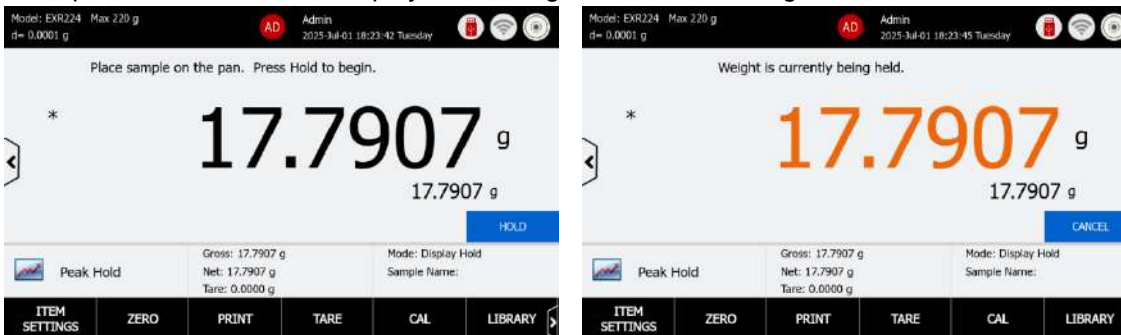 Model: EXR224 Max 220 g
d= 0.0001 g
AD
Admin
2025-Jul-01 18:23:42 Tuesday
Place sample on the pan. Press Hold to begin.
*
17.7907 g
17.7907 g
HOLD
Peak Hold
Gross: 17.7907 g
Net: 17.7907 g
Tare: 0.0000 g
Mode: Display Hold
Sample Name:
ITEM SETTINGS
ZERO
PRINT
TARE
CAL
LIBRARY
Model: EXR224 Max 220 g
d= 0.0001 g
AD
Admin
2025-Jul-01 18:23:45 Tuesday
Weight is currently being held.
*
17.7907 g
17.7907 g
CANCEL
Peak Hold
Gross: 17.7907 g
Net: 17.7907 g
Tare: 0.0000 g
Mode: Display Hold
Sample Name:
ITEM SETTINGS
ZERO
PRINT
TARE
CAL
LIBRARY